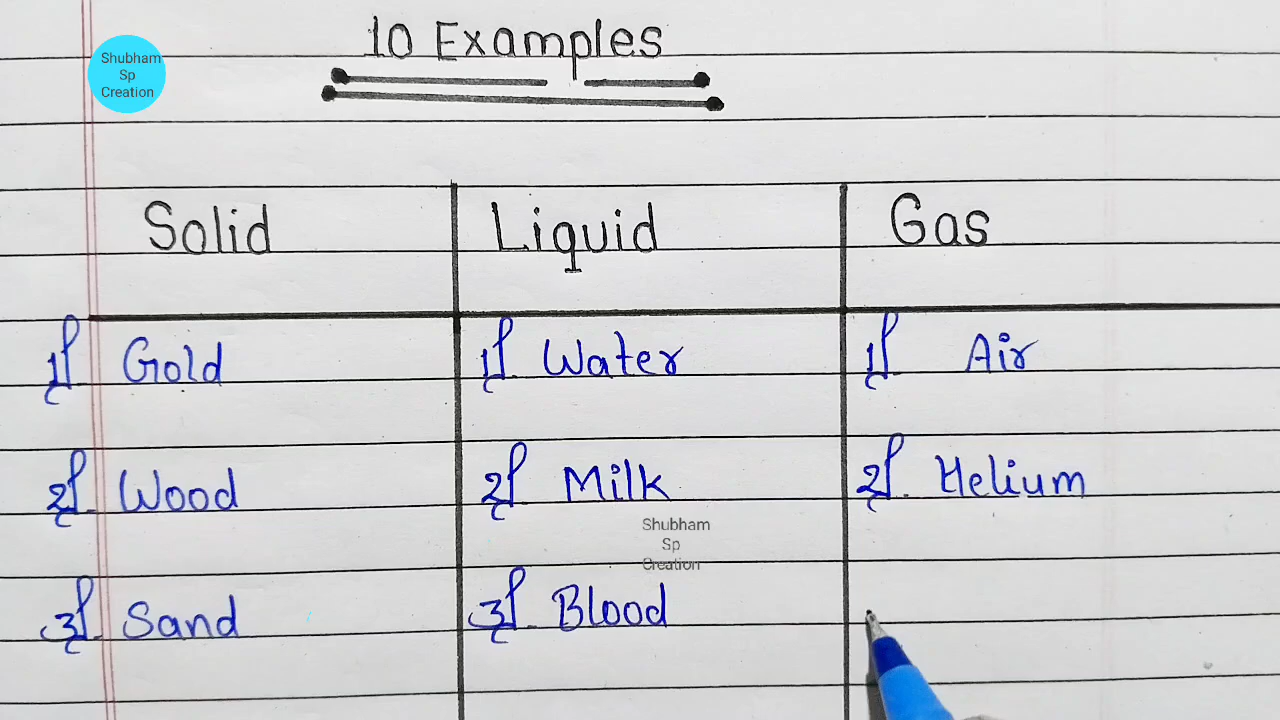 10 Examples
Shubham
Sp
Creation
Solid Liquid Gas
1) Gold 1) Water 1) Air
2) Wood 2) Milk 2) Helium
Shubham
Sp
Creation
3) Sand 3) Blood